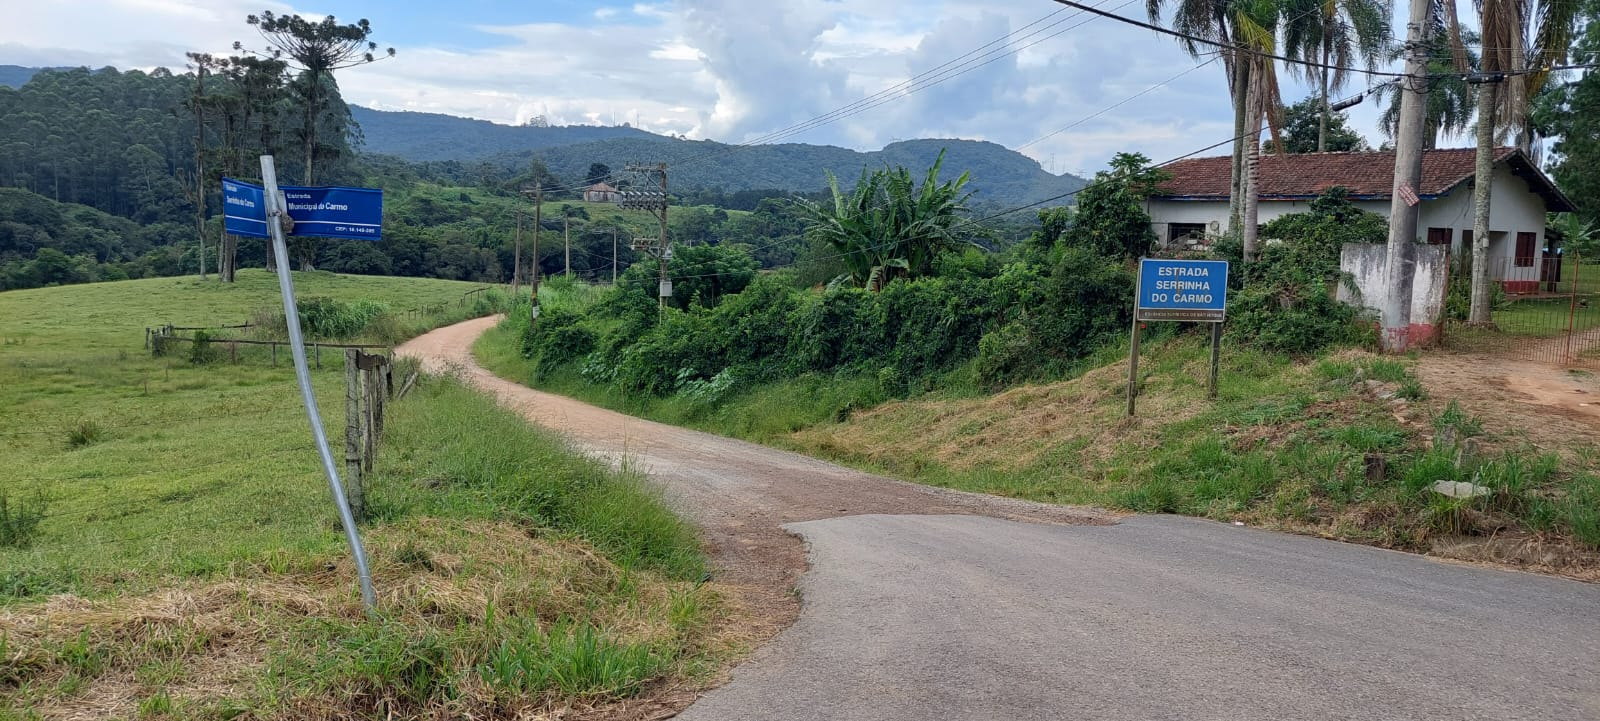 Estrada
Serrinha do Carmo
Estrada
Municipal do Carmo
ESTRADA
SERRINHA
DO CARMO